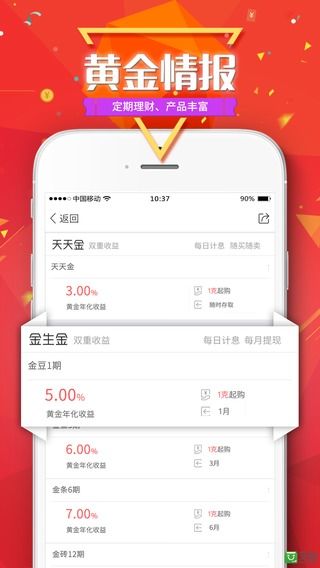 黄金情报
定期理财、产品丰富
中国移动 10:37 90%
返回
天天金 双重收益 每日计息 随买随卖
天天金
3.00% 1克起购
黄金年化收益 随时存取
金生金 双重收益 每日计息 每月提现
金豆1期
5.00% 1克起购
黄金年化收益 1月
6.00% 1克起购
黄金年化收益 3月
金条6期
7.00% 1克起购
黄金年化收益 6月
金砖12期